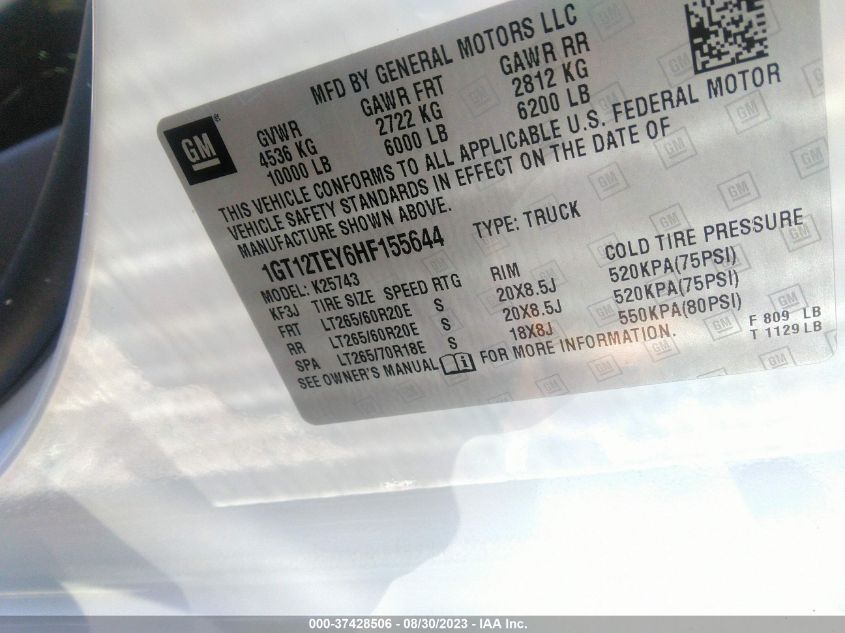 MFD BY GENERAL MOTORS LLC
GVWR GAWR FRT GAWR RR
4536 KG 2722 KG 2812 KG
10000 LB 6000 LB 6200 LB
GM®
THIS VEHICLE CONFORMS TO ALL APPLICABLE U.S. FEDERAL MOTOR
VEHICLE SAFETY STANDARDS IN EFFECT ON THE DATE OF
MANUFACTURE SHOWN ABOVE.
1GT12TEY6HF155644 TYPE: TRUCK
MODEL: K25743
KF3J TIRE SIZE SPEED RTG RIM COLD TIRE PRESSURE
FRT LT265/60R20E S 20X8.5J 520KPA(75PSI)
RR LT265/60R20E S 20X8.5J 520KPA(75PSI)
SPA LT265/70R18E S 18X8J 550KPA(80PSI)
SEE OWNER'S MANUAL FOR MORE INFORMATION.
F 809 LB
T 1129 LB
000-37428506 - 08/30/2023 - IAA Inc.